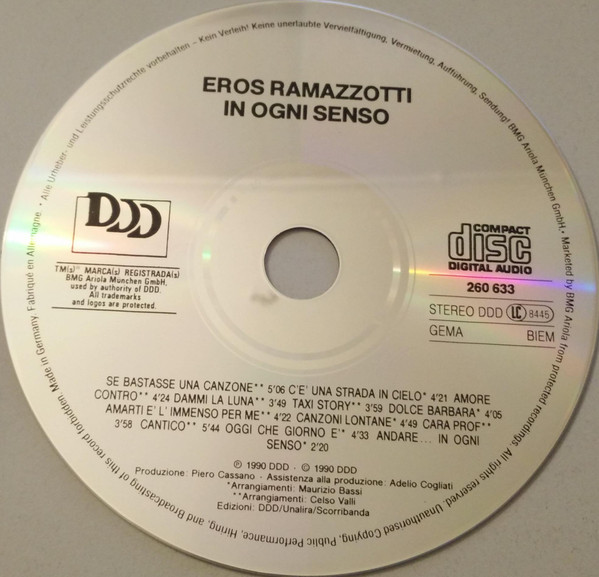 EROS RAMAZZOTTI
IN OGNI SENSO
DDD
TM(s)® MARCA(s) REGISTRADA(s)
BMG Ariola München GmbH.
used by authority of DDD.
All trademarks
and logos are protected.
COMPACT
disc
DIGITAL AUDIO
260 633
STEREO DDD LC 8445
GEMA BIEM
SE BASTASSE UNA CANZONE** 5'06 C'E' UNA STRADA IN CIELO* 4'21 AMORE
CONTRO** 4'24 DAMMI LA LUNA** 3'49 TAXI STORY** 3'59 DOLCE BARBARA* 4'05
AMARTI E' L' IMMENSO PER ME** 4'22 CANZONI LONTANE* 4'49 CARA PROF**
3'58 CANTICO** 5'44 OGGI CHE GIORNO E'* 4'33 ANDARE... IN OGNI
SENSO* 2'20
℗ 1990 DDD · © 1990 DDD
Produzione: Piero Cassano - Assistenza alla produzione: Adelio Cogliati
*Arrangiamenti: Maurizio Bassi
**Arrangiamenti: Celso Valli
Edizioni: DDD/Unalira/Scorribanda
Made in Germany. Fabriqué en Allemagne. • Alle Urheber- und Leistungsschutzrechte vorbehalten – Kein Verleih! Keine unerlaubte Vervielfältigung, Vermietung, Aufführung, Sendung! BMG Ariola München GmbH. • Marketed by BMG Ariola from protected recordings. All rights reserved. Unauthorised Copying, Public Performance, Hiring, and Broadcasting of this record forbidden.